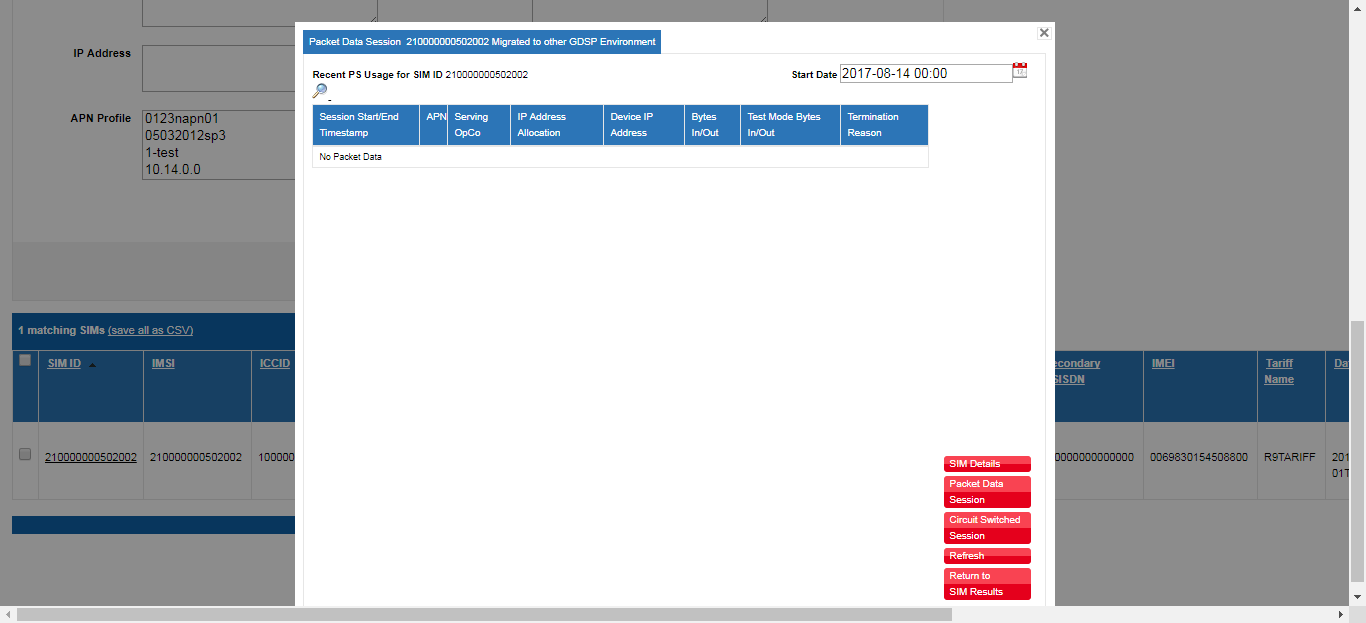 IP Address
APN Profile
0123napn01
05032012sp3
1-test
10.14.0.0
Packet Data Session 210000000502002 Migrated to other GDSP Environment
Recent PS Usage for SIM ID 210000000502002
Start Date 2017-08-14 00:00
Session Start/End
Timestamp
APN
Serving
OpCo
IP Address
Allocation
Device IP
Address
Bytes
In/Out
Test Mode Bytes
In/Out
Termination
Reason
No Packet Data
1 matching SIMs (save all as CSV)
SIM ID
IMSI
ICCID
econdary
SISDN
IMEI
Tariff
Name
Da
210000000502002
210000000502002
100000
0000000000000
0069830154508800
R9TARIFF
201
01T
SIM Details
Packet Data
Session
Circuit Switched
Session
Refresh
Return to
SIM Results